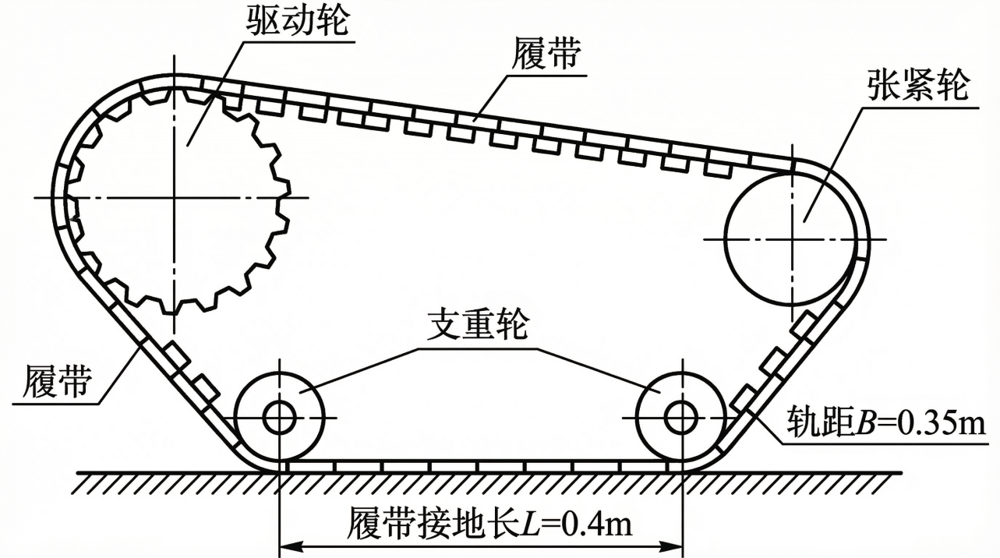 驱动轮
履带
张紧轮
支重轮
履带
轨距B=0.35m
履带接地长L=0.4m